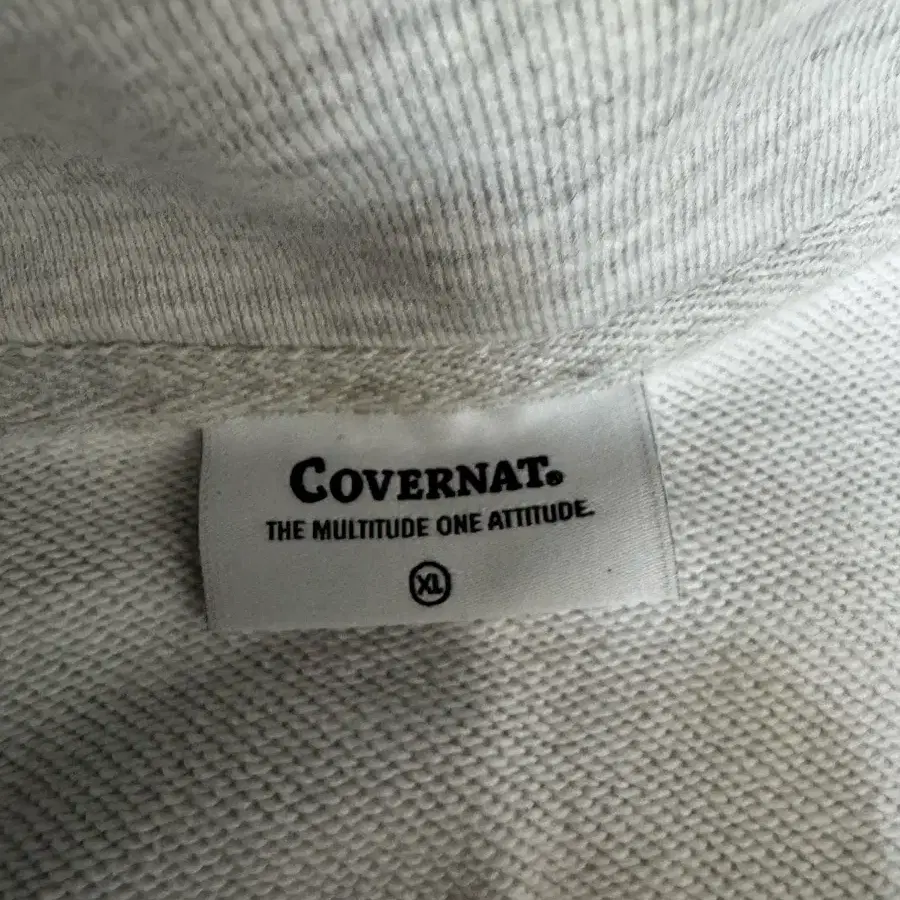 COVERNAT®
THE MULTITUDE ONE ATTITUDE.
XL